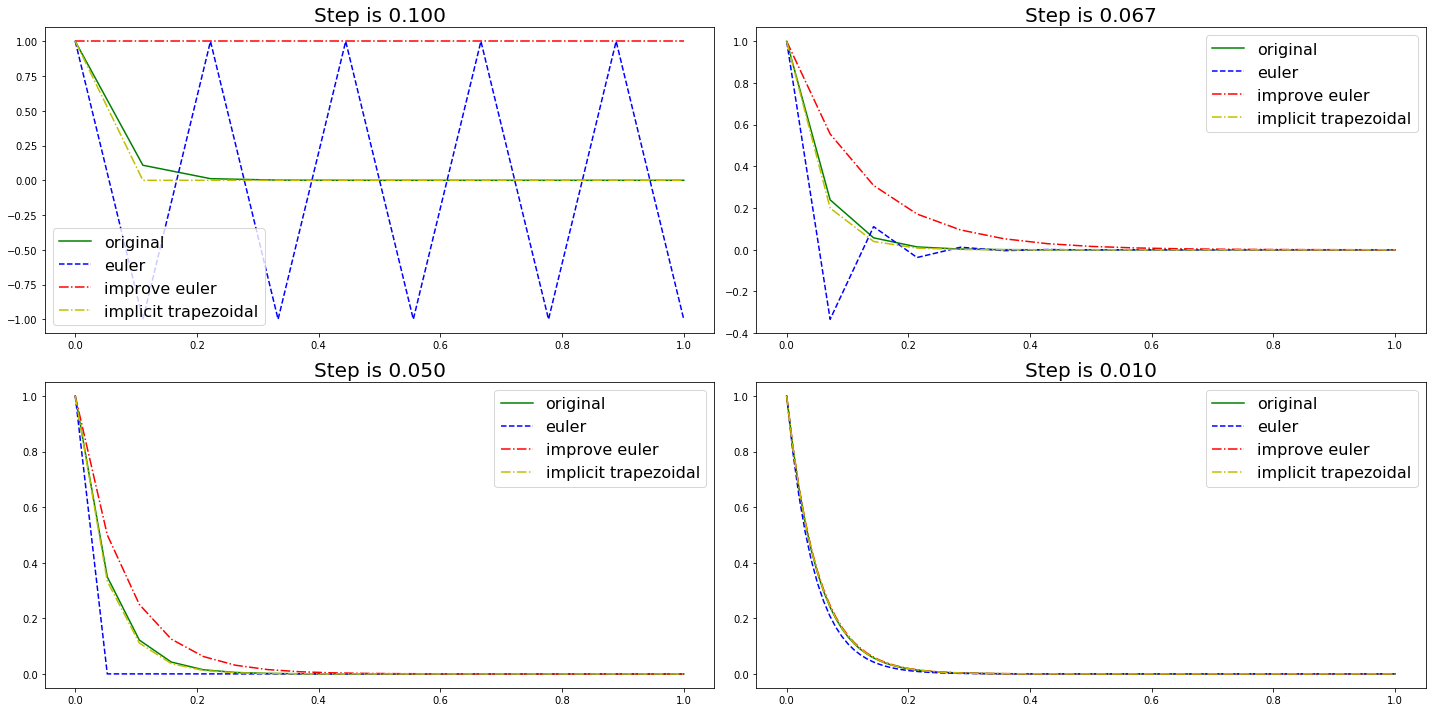 Step is 0.100
1.00
0.75
0.50
0.25
0.00
−0.25
−0.50
−0.75
−1.00
original
euler
improve euler
implicit trapezoidal
0.0 0.2 0.4 0.6 0.8 1.0
Step is 0.067
1.0
0.8
0.6
0.4
0.2
0.0
−0.2
−0.4
original
euler
improve euler
implicit trapezoidal
0.0 0.2 0.4 0.6 0.8 1.0
Step is 0.050
1.0
0.8
0.6
0.4
0.2
0.0
original
euler
improve euler
implicit trapezoidal
0.0 0.2 0.4 0.6 0.8 1.0
Step is 0.010
1.0
0.8
0.6
0.4
0.2
0.0
original
euler
improve euler
implicit trapezoidal
0.0 0.2 0.4 0.6 0.8 1.0